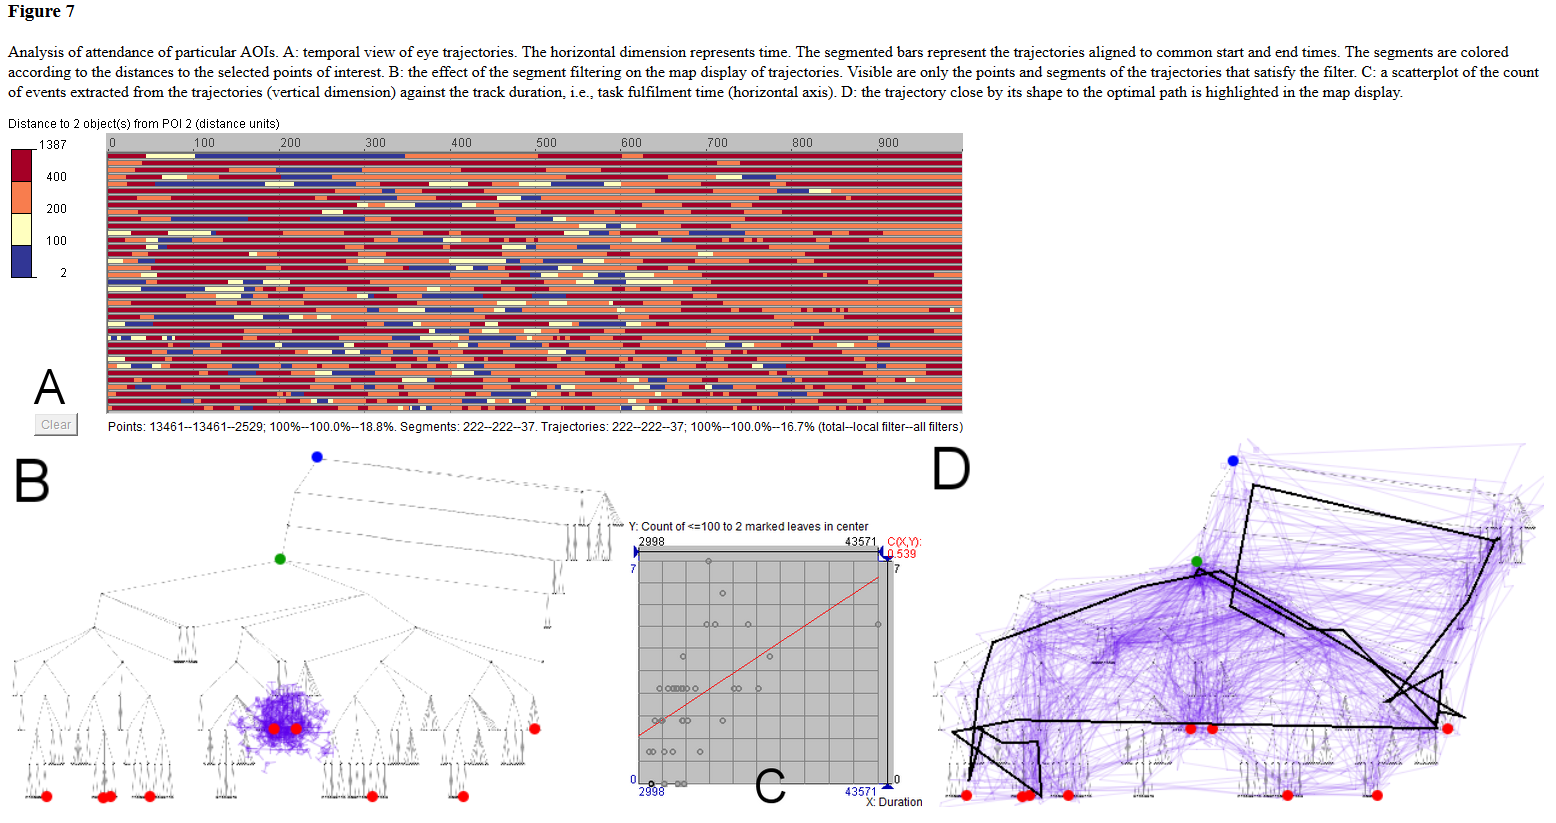 Figure 7
Analysis of attendance of particular AOIs. A: temporal view of eye trajectories. The horizontal dimension represents time. The segmented bars represent the trajectories aligned to common start and end times. The segments are colored
according to the distances to the selected points of interest. B: the effect of the segment filtering on the map display of trajectories. Visible are only the points and segments of the trajectories that satisfy the filter. C: a scatterplot of the count
of events extracted from the trajectories (vertical dimension) against the track duration, i.e., task fulfilment time (horizontal axis). D: the trajectory close by its shape to the optimal path is highlighted in the map display.
Distance to 2 object(s) from POI 2 (distance units)
1387
400
200
100
2
0 100 200 300 400 500 600 700 800 900
A
Clear
Points: 13461--13461--2529; 100%--100.0%--18.8%. Segments: 222--222--37. Trajectories: 222--222--37; 100%--100.0%--16.7% (total--local filter--all filters)
B
Y: Count of <=100 to 2 marked leaves in center
2998 43571 C(X,Y):
0.539
7 7
0 0
2998 43571
X: Duration
C
D